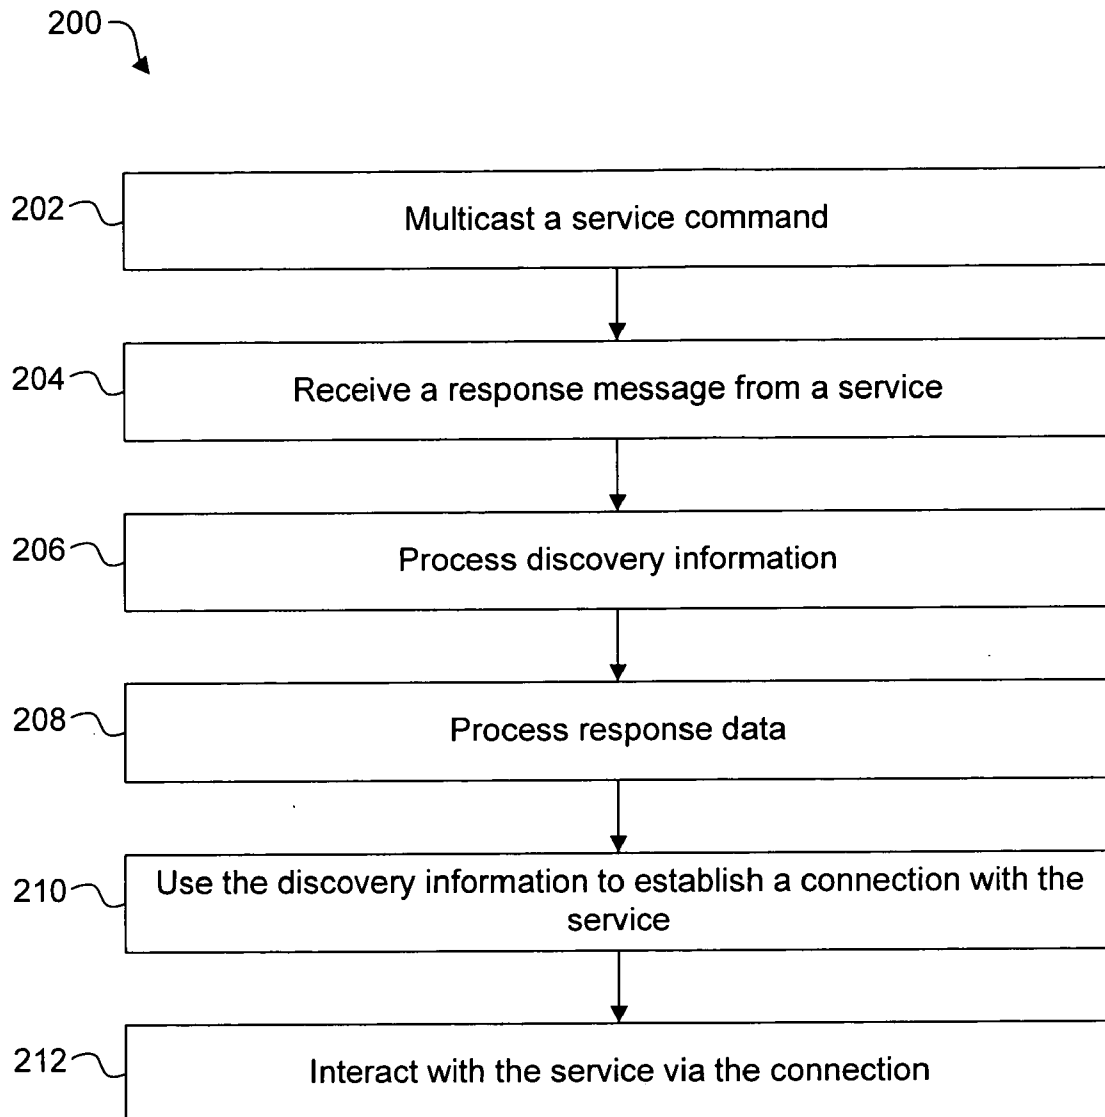 200
202
Multicast a service command
204
Receive a response message from a service
206
Process discovery information
208
Process response data
210
Use the discovery information to establish a connection with the
service
212
Interact with the service via the connection